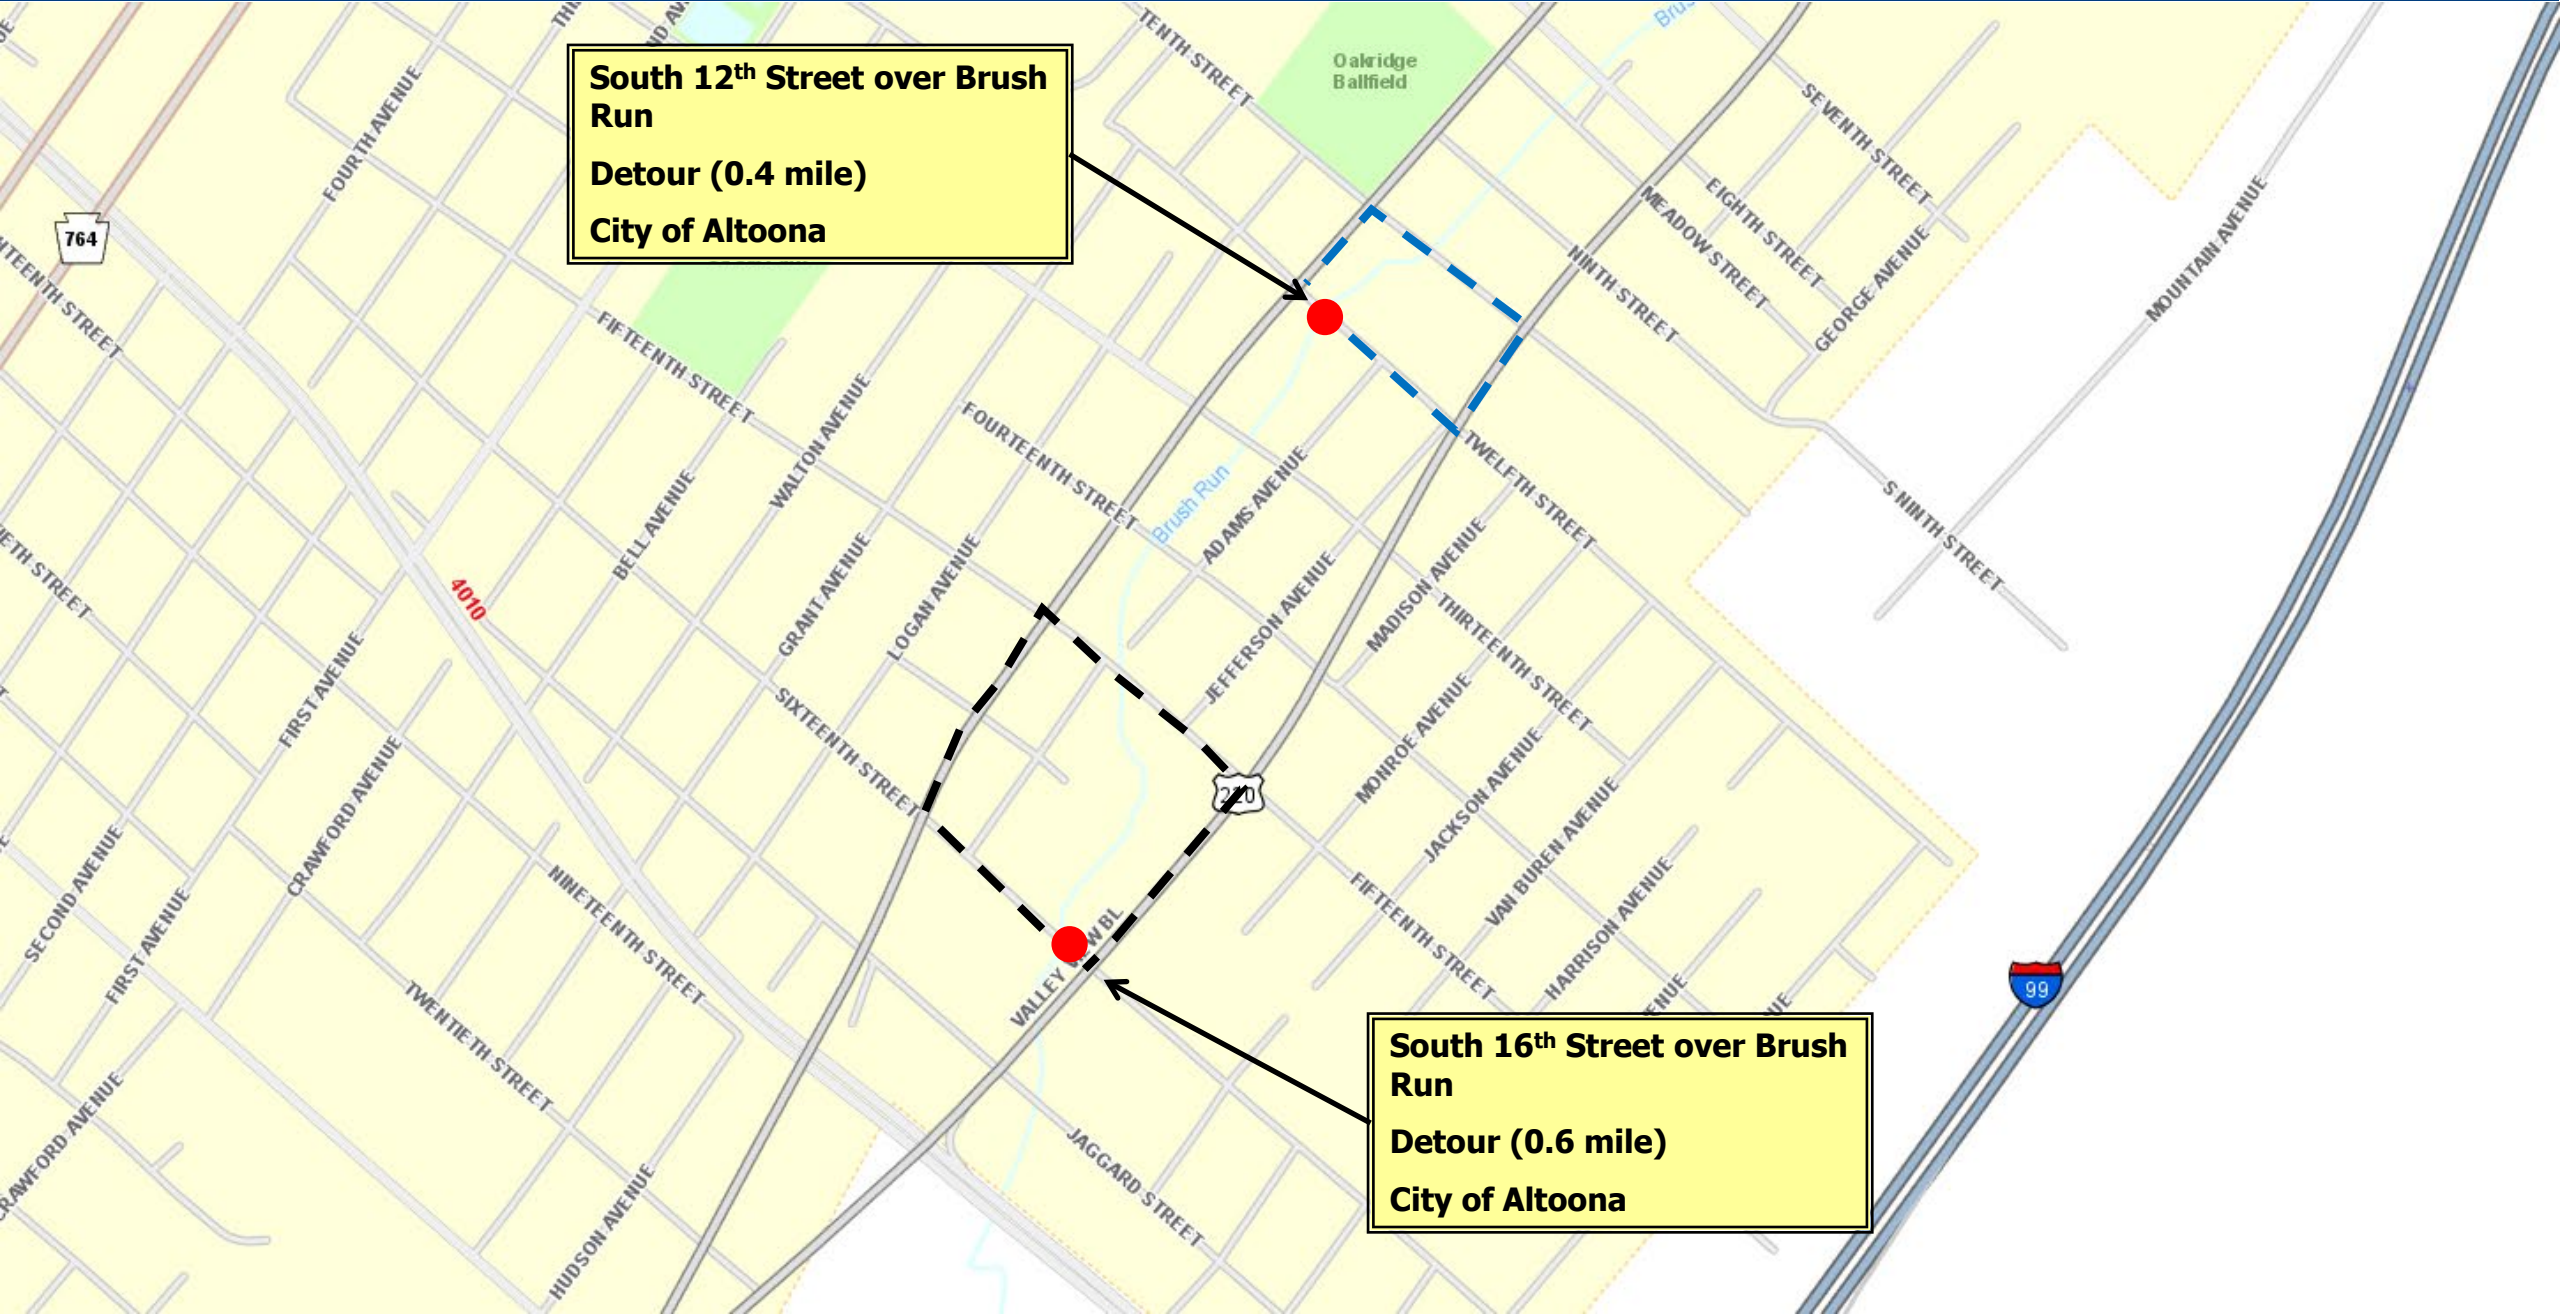 TENTH STREET
Oakridge
Ballfield
South 12th Street over Brush
Run
Detour (0.4 mile)
City of Altoona
FOURTH AVENUE
SEVENTH STREET
EIGHTH STREET
MEADOW STREET
NINTH STREET
GEORGE AVENUE
MOUNTAIN AVENUE
764
FIFTEENTH STREET
WALTON AVENUE
FOURTEENTH STREET
Brush Run
ADAMS AVENUE
TWELFTH STREET
S NINTH STREET
BELL AVENUE
GRANT AVENUE
LOGAN AVENUE
JEFFERSON AVENUE
MADISON AVENUE
THIRTEENTH STREET
4010
FIRST AVENUE
SIXTEENTH STREET
MONROE AVENUE
JACKSON AVENUE
VAN BUREN AVENUE
220
CRAWFORD AVENUE
SECOND AVENUE
FIRST AVENUE
NINETEENTH STREET
FIFTEENTH STREET
HARRISON AVENUE
VALLEY
W BL
99
TWENTIETH STREET
South 16th Street over Brush
Run
Detour (0.6 mile)
City of Altoona
JAGGARD STREET
HUDSON AVENUE